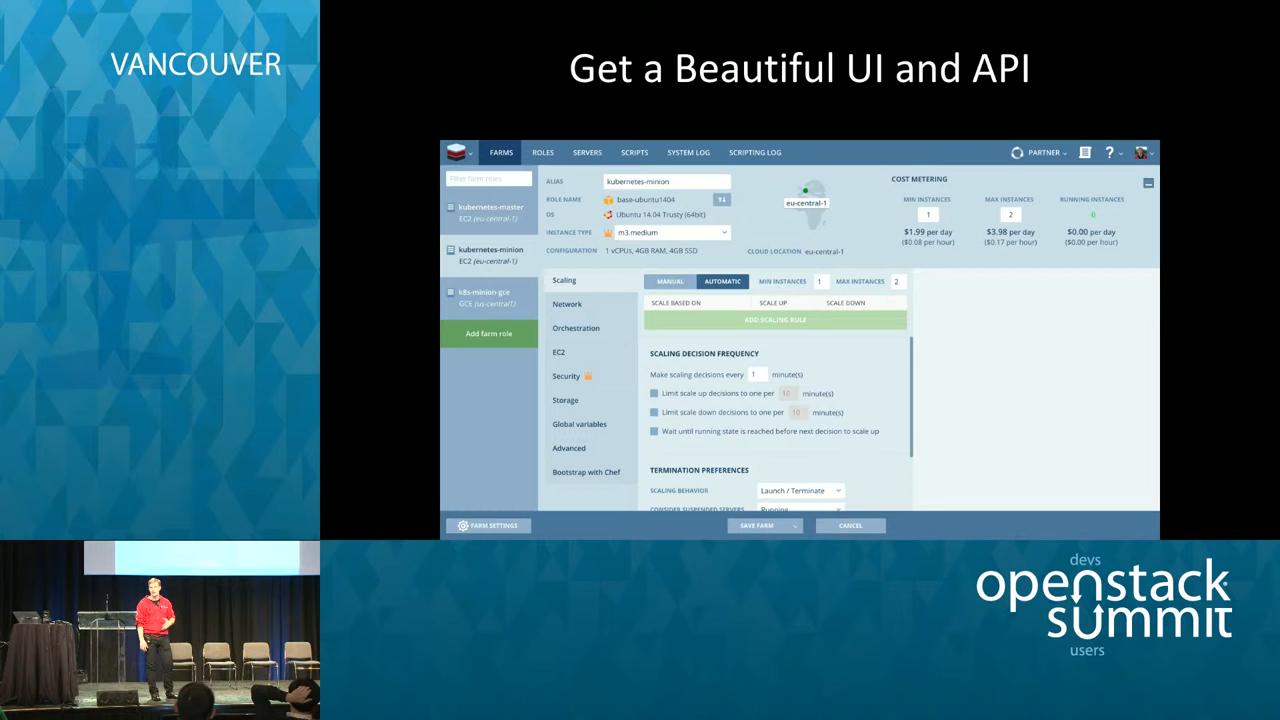 VANCOUVER
Get a Beautiful UI and API
FARMS ROLES SERVERS SCRIPTS SYSTEM LOG SCRIPTING LOG PARTNER ?
Filter farm roles
kubernetes-master
EC2 (eu-central-1)
kubernetes-minion
EC2 (eu-central-1)
k8s-minion-gce
GCE (us-central1)
Add farm role
ALIAS kubernetes-minion
ROLE NAME base-ubuntu1404
OS Ubuntu 14.04 Trusty (64bit)
INSTANCE TYPE m3.medium
CONFIGURATION 1 vCPUs, 4GB RAM, 4GB SSD
eu-central-1
CLOUD LOCATION eu-central-1
COST METERING
MIN INSTANCES MAX INSTANCES RUNNING INSTANCES
1 2 0
$1.99 per day $3.98 per day $0.00 per day
($0.08 per hour) ($0.17 per hour) ($0.00 per hour)
Scaling
Network
Orchestration
EC2
Security
Storage
Global variables
Advanced
Bootstrap with Chef
MANUAL AUTOMATIC MIN INSTANCES 1 MAX INSTANCES 2
SCALE BASED ON SCALE UP SCALE DOWN
ADD SCALING RULE
SCALING DECISION FREQUENCY
Make scaling decisions every 1 minute(s)
Limit scale up decisions to one per 10 minute(s)
Limit scale down decisions to one per 10 minute(s)
Wait until running state is reached before next decision to scale up
TERMINATION PREFERENCES
SCALING BEHAVIOR Launch / Terminate
CONSIDER SUSPENDED SERVERS Running
FARM SETTINGS SAVE FARM CANCEL
devs
openstack
summit
users